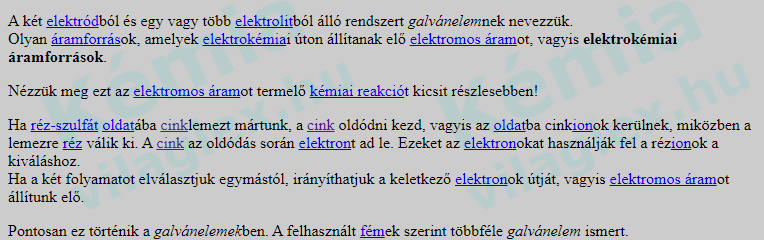 A két elektródból és egy vagy több elektrolitból álló rendszert galvánelemnek nevezzük.
Olyan áramforrások, amelyek elektrokémiai úton állítanak elő elektromos áramot, vagyis elektrokémiai
áramforrások.
Nézzük meg ezt az elektromos áramot termelő kémiai reakciót kicsit részlesebben!
Ha réz-szulfát oldatába cinklemezt mártunk, a cink oldódni kezd, vagyis az oldatba cinkionok kerülnek, miközben a
lemezre réz válik ki. A cink az oldódás során elektront ad le. Ezeket az elektronokat használják fel a rézionok a
kiváláshoz.
Ha a két folyamatot elválasztjuk egymástól, irányíthatjuk a keletkező elektronok útját, vagyis elektromos áramot
állítunk elő.
Pontosan ez történik a galvánelemekben. A felhasznált fémek szerint többféle galvánelem ismert.